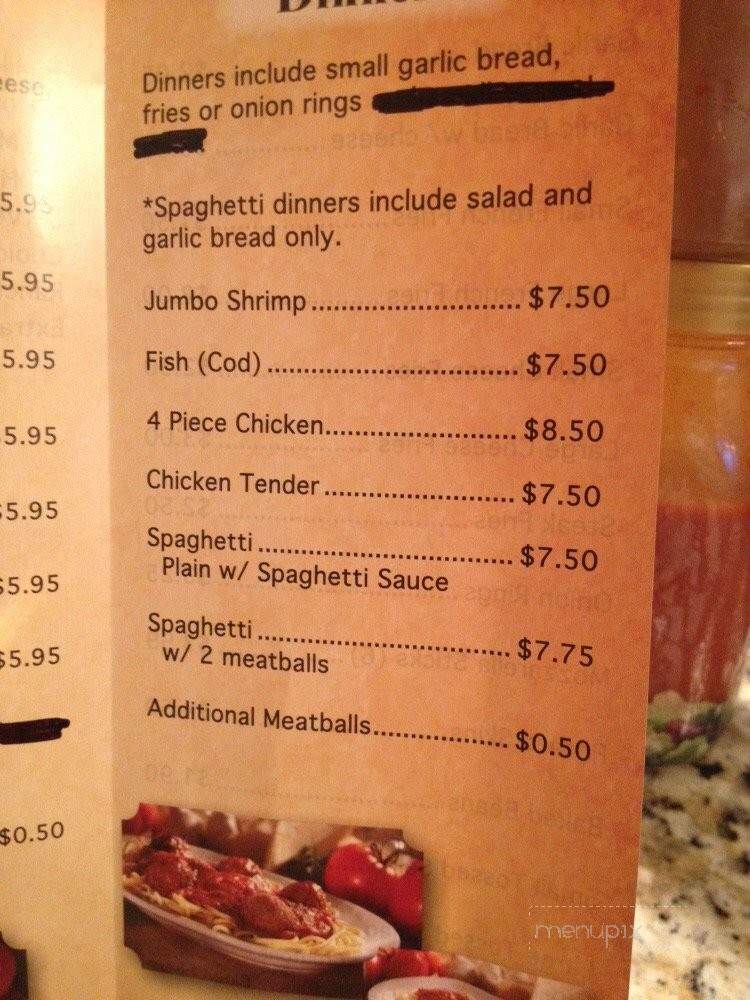 Dinners include small garlic bread,
fries or onion rings
*Spaghetti dinners include salad and
garlic bread only.
Jumbo Shrimp........................... $7.50
Fish (Cod)................................ $7.50
4 Piece Chicken......................... $8.50
Chicken Tender......................... $7.50
Spaghetti.................................. $7.50
Plain w/ Spaghetti Sauce
Spaghetti.................................. $7.75
w/ 2 meatballs
Additional Meatballs.................. $0.50
5.95
5.95
5.95
5.95
$5.95
$5.95
$5.95
$0.50
menupix